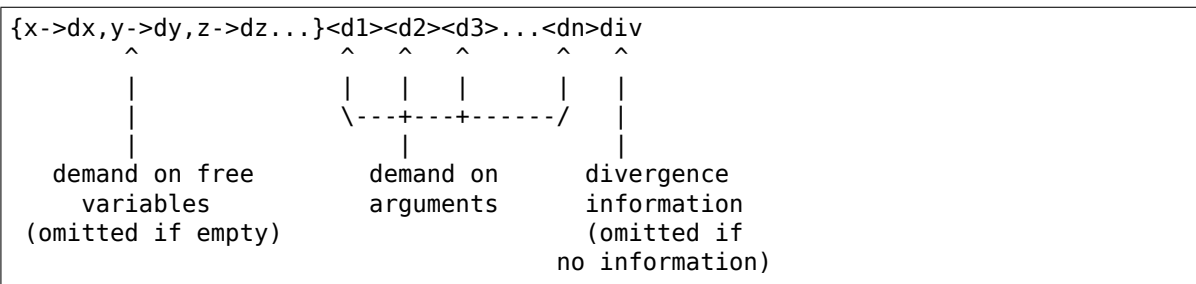 {x->dx,y->dy,z->dz...}<d1><d2><d3>...<dn>div
        ^              ^   ^   ^      ^   ^
        |              |   |   |      |   |
        |              \---+---+------/   |
        |                  |              |
   demand on free        demand on      divergence
     variables           arguments      information
 (omitted if empty)                     (omitted if
                                      no information)